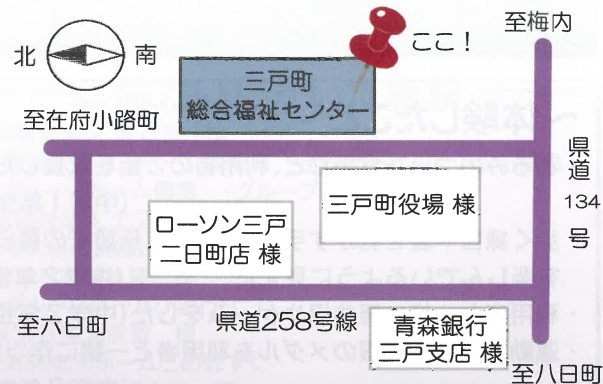 至梅内
ここ!
北
南
三戸町
総合福祉センター
至在府小路町
県道134号
三戸町役場 様
ローソン三戸
二日町店 様
至六日町
県道258号線
青森銀行
三戸支店 様
至八日町